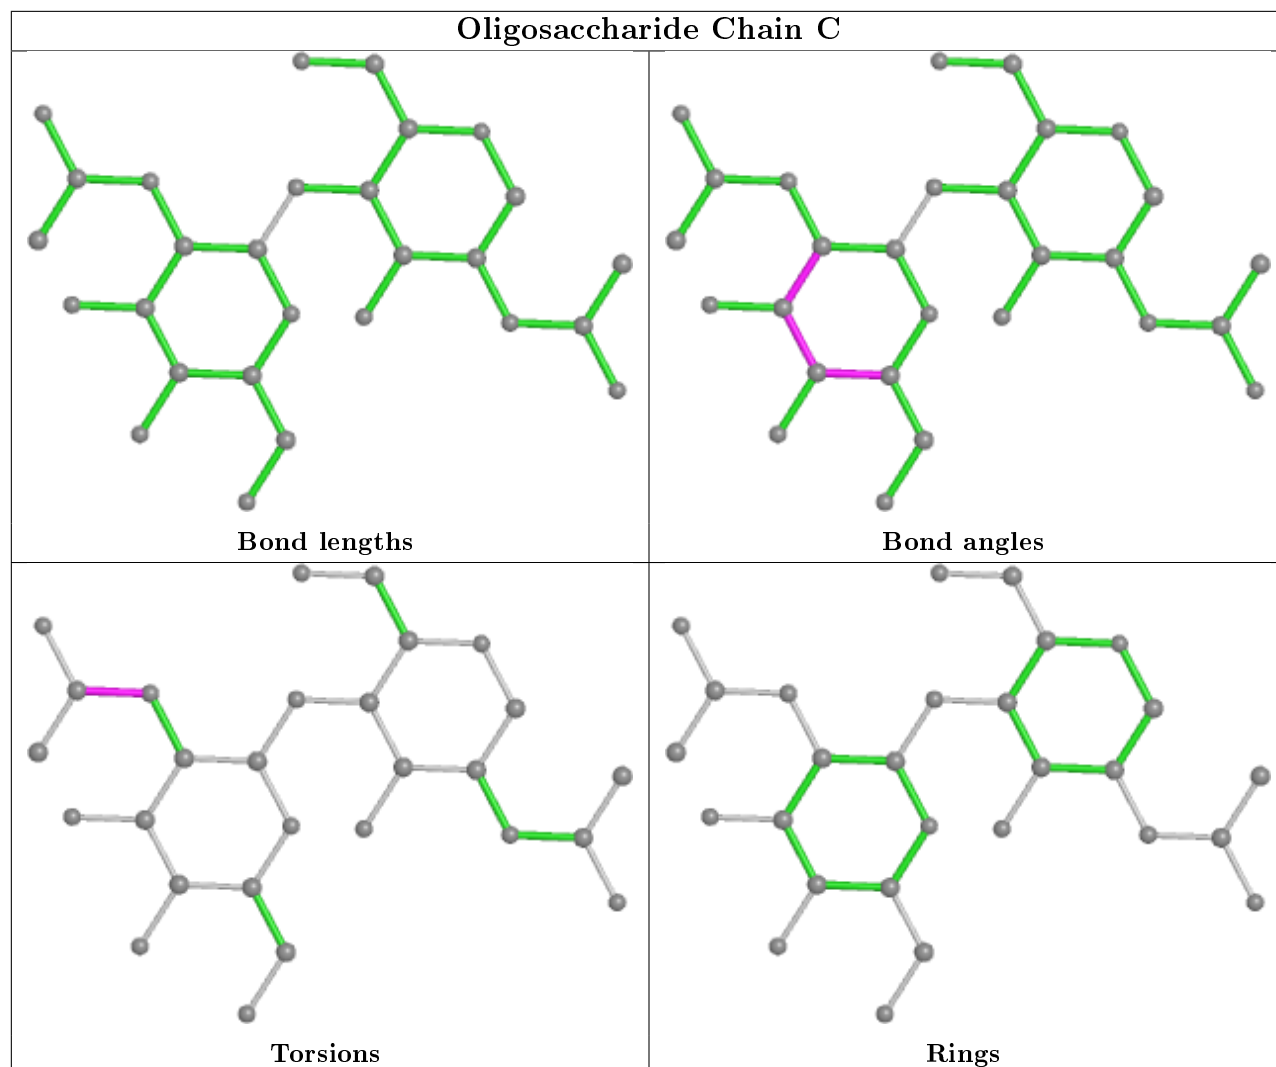 Oligosaccharide Chain C
Bond lengths
Bond angles
Torsions
Rings